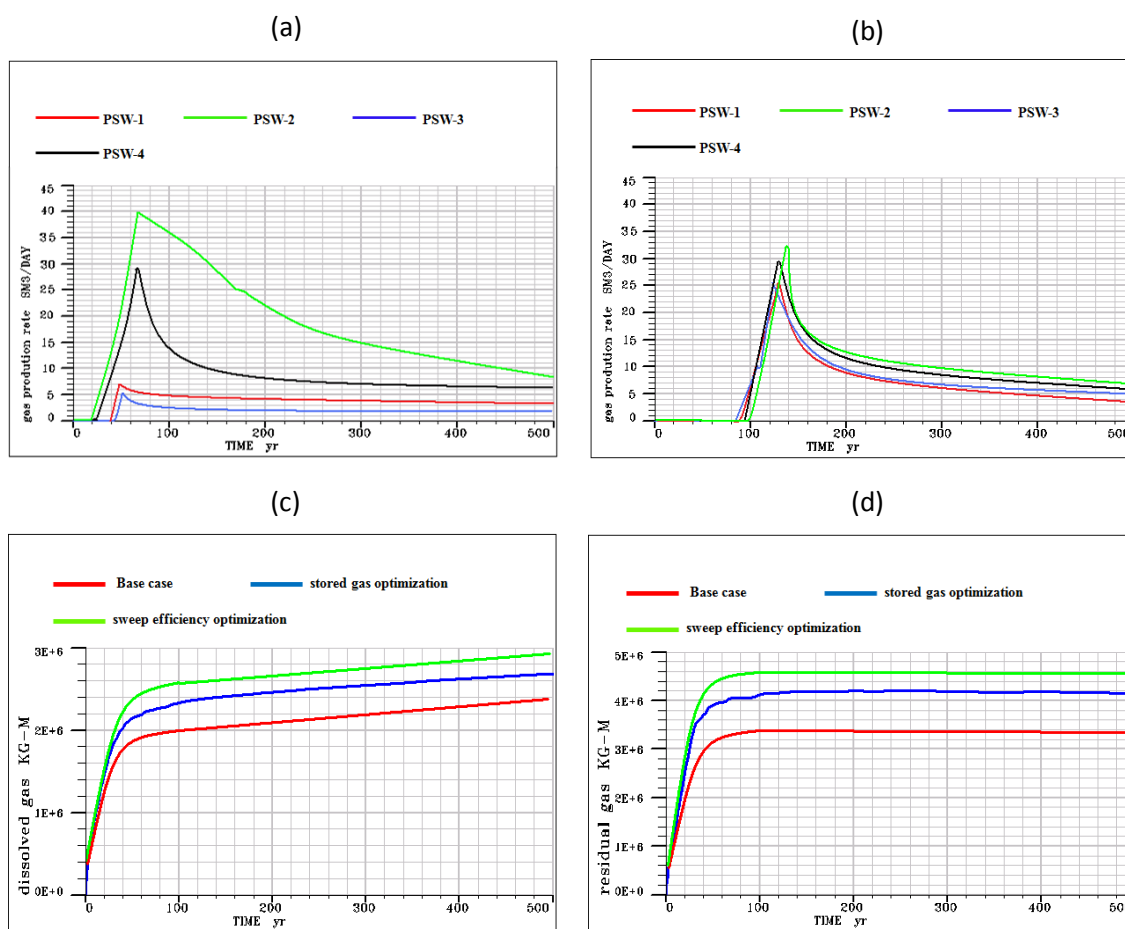 (a)
PSW-1 PSW-2 PSW-3
PSW-4
45
40
35
30
25
20
15
10
5
0
gas prodution rate SM3/DAY
0 100 200 300 400 500
TIME yr
(b)
PSW-1 PSW-2 PSW-3
PSW-4
45
40
35
30
25
20
15
10
5
0
gas prodution rate SM3/DAY
0 100 200 300 400 500
TIME yr
(c)
Base case stored gas optimization
sweep efficiency optimization
3E+6
2E+6
1E+6
0E+0
dissolved gas KG-M
0 100 200 300 400 500
TIME yr
(d)
Base case stored gas optimization
sweep efficiency optimization
5E+6
4E+6
3E+6
2E+6
1E+6
0E+0
residual gas KG-M
0 100 200 300 400 500
TIME yr